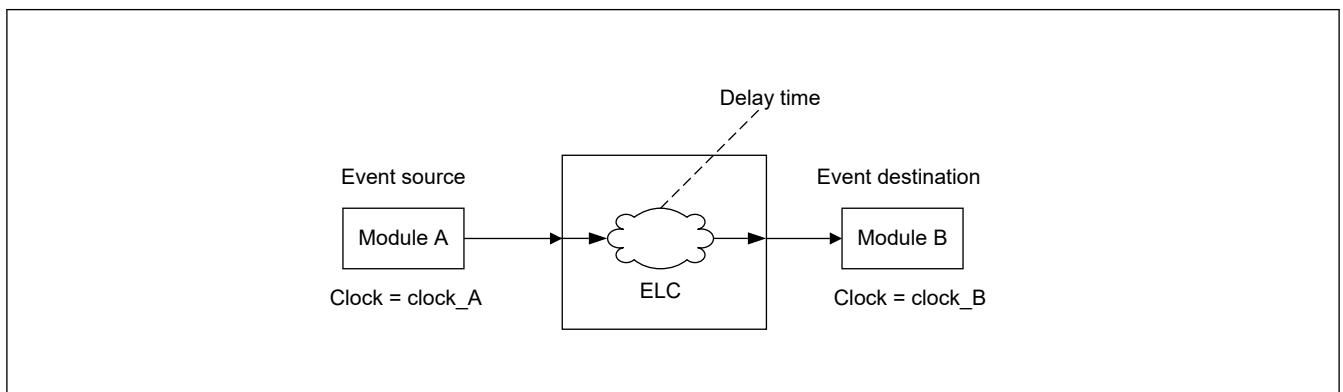 Delay time
Event source
Event destination
Module A
Module B
ELC
Clock = clock_A
Clock = clock_B